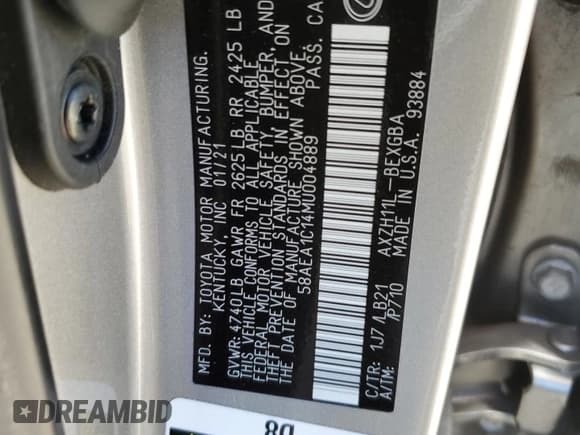 MFD. BY: TOYOTA MOTOR MANUFACTURING.
KENTUCKY, INC 01/21
GVWR: 4740LB GAWR FR 2625 LB RR 2425 LB
THIS VEHICLE CONFORMS TO ALL APPLICABLE
FEDERAL MOTOR VEHICLE SAFETY, BUMPER, AND
THEFT PREVENTION STANDARDS IN EFFECT ON
THE DATE OF MANUFACTURE SHOWN ABOVE.
58AEA1C14MU004889 PASS. CA
C/TR: 1J7 /LB21 AXZH11L-BEXGBA
A/TM: /P710 MADE IN U.S.A. 93884
D8
DREAMBID